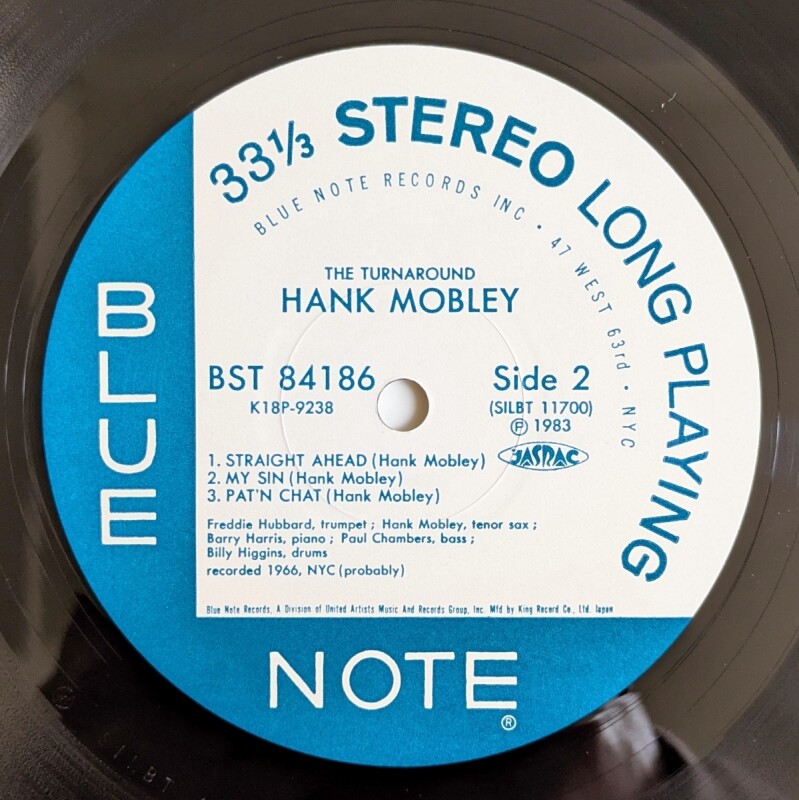 33⅓ STEREO LONG PLAYING
BLUE NOTE RECORDS INC • 47 WEST 63rd • NYC
THE TURNAROUND
HANK MOBLEY
BST 84186
K18P-9238
Side 2
(SILBT 11700)
Ⓟ 1983
JASRAC
1. STRAIGHT AHEAD (Hank Mobley)
2. MY SIN (Hank Mobley)
3. PAT'N CHAT (Hank Mobley)
Freddie Hubbard, trumpet ; Hank Mobley, tenor sax ;
Barry Harris, piano ; Paul Chambers, bass ;
Billy Higgins, drums
recorded 1966, NYC (probably)
Blue Note Records, A Division of United Artists Music And Records Group, Inc. Mfd by King Record Co., Ltd. Japan
BLUE
NOTE®
SILBT